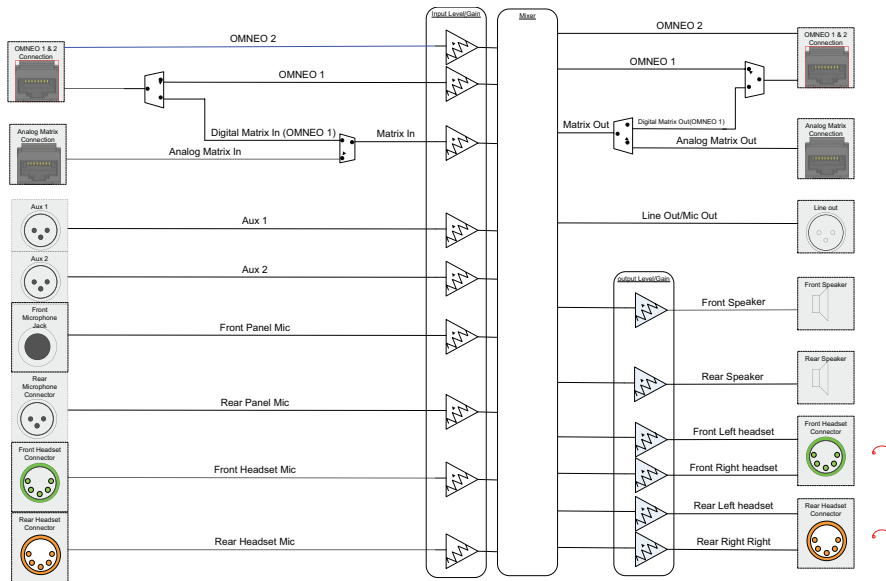 Input Level/Gain
Mixer
OMNEO 1 & 2
Connection
OMNEO 2
OMNEO 1
Digital Matrix In (OMNEO 1)
Matrix In
Analog Matrix
Connection
Analog Matrix In
Aux 1
Aux 1
Aux 2
Aux 2
Front
Microphone
Jack
Front Panel Mic
Rear
Microphone
Connector
Rear Panel Mic
Front Headset
Connector
Front Headset Mic
Rear Headset
Connector
Rear Headset Mic
OMNEO 2
OMNEO 1 & 2
Connection
OMNEO 1
Matrix Out
Digital Matrix Out(OMNEO 1)
Analog Matrix Out
Analog Matrix
Connection
Line Out/Mic Out
Line out
output Level/Gain
Front Speaker
Front Speaker
Rear Speaker
Rear Speaker
Front Left headset
Front Right headset
Front Headset
Connector
Rear Left headset
Rear Right Right
Rear Headset
Connector